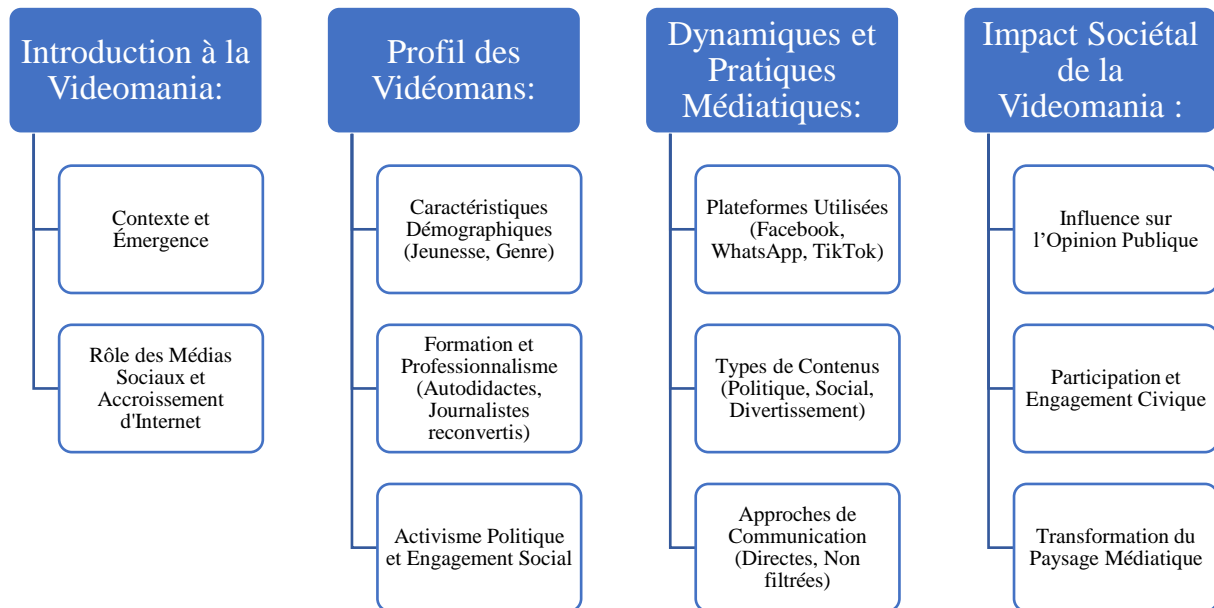 Introduction à la
Videomania:
Contexte et
Émergence
Rôle des Médias
Sociaux et
Accroissement
d'Internet
Profil des
Vidéomans:
Caractéristiques
Démographiques
(Jeunesse, Genre)
Formation et
Professionnalisme
(Autodidactes,
Journalistes
reconvertis)
Activisme Politique
et Engagement Social
Dynamiques et
Pratiques
Médiatiques:
Plateformes Utilisées
(Facebook,
WhatsApp, TikTok)
Types de Contenus
(Politique, Social,
Divertissement)
Approches de
Communication
(Directes, Non
filtrées)
Impact Sociétal
de la
Videomania :
Influence sur
l’Opinion Publique
Participation et
Engagement Civique
Transformation du
Paysage Médiatique